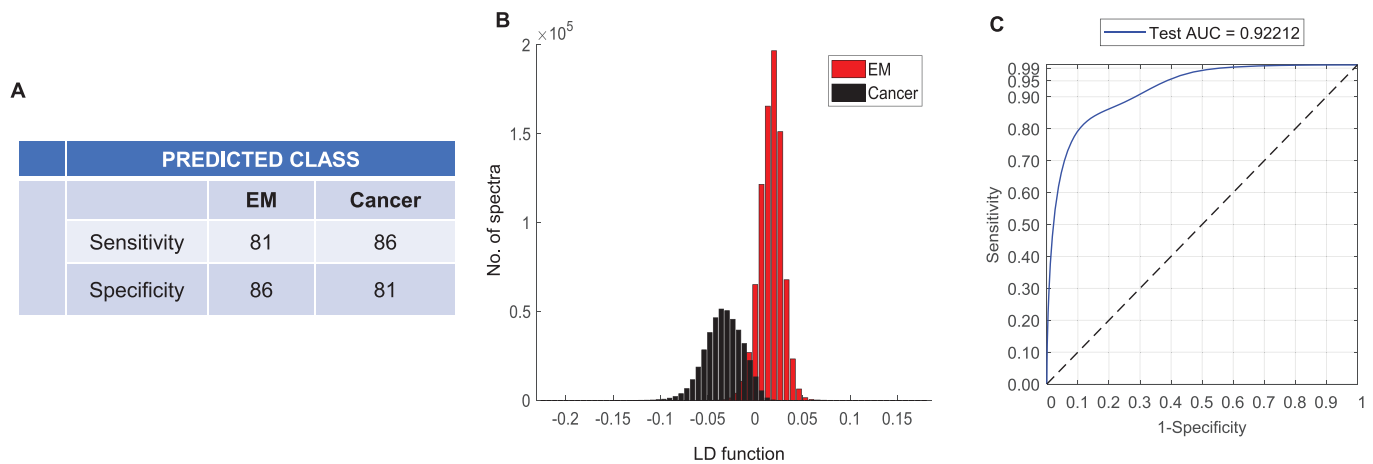 A
PREDICTED CLASS
EM Cancer
Sensitivity 81 86
Specificity 86 81
B
×10⁵
2
1.5
1
0.5
0
No. of spectra
EM
Cancer
-0.2 -0.15 -0.1 -0.05 0 0.05 0.1 0.15
LD function
C
Test AUC = 0.92212
0.99
0.95
0.90
0.80
0.70
0.60
0.50
0.40
0.30
0.20
0.10
0.00
Sensitivity
0 0.1 0.2 0.3 0.4 0.5 0.6 0.7 0.8 0.9 1
1-Specificity